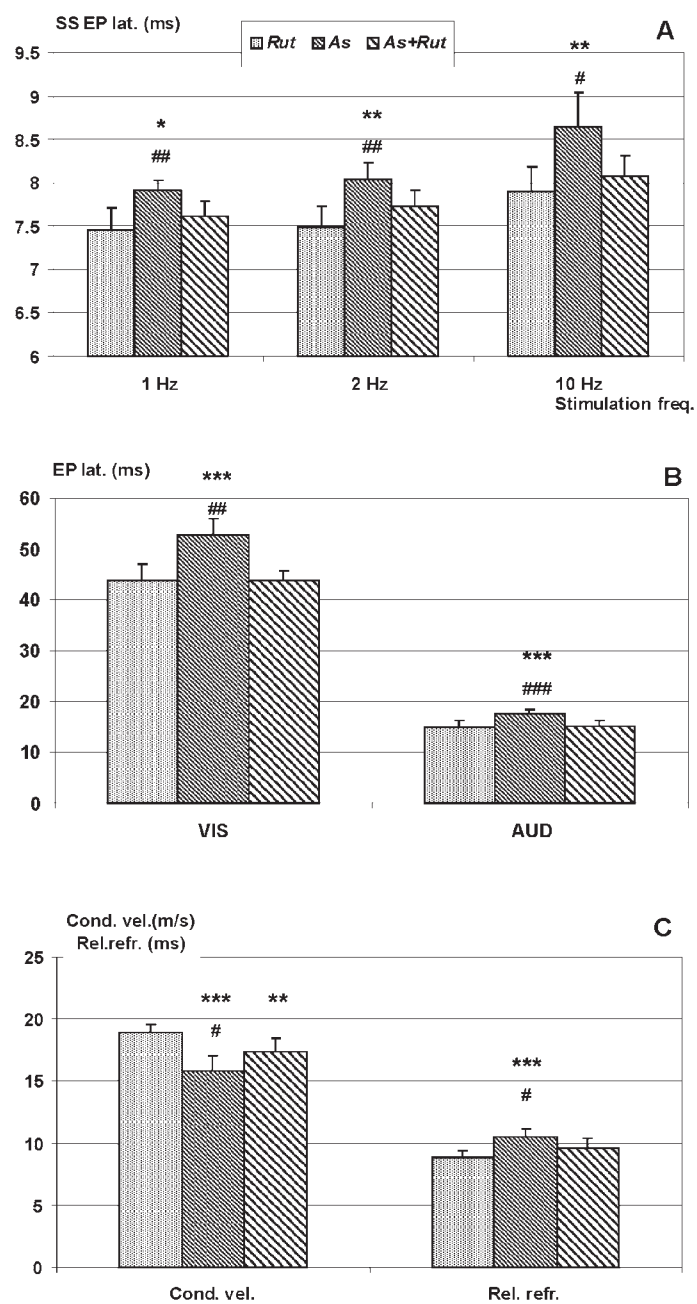 SS EP lat. (ms)
A
Rut As As+Rut
9.5
9
8.5
8
7.5
7
6.5
6
*
##
**
##
**
#
1 Hz 2 Hz 10 Hz
Stimulation freq.
EP lat. (ms)
B
60
50
40
30
20
10
0
***
##
***
###
VIS AUD
Cond. vel.(m/s)
Rel.refr. (ms)
C
25
20
15
10
5
0
*** **
#
***
#
Cond. vel. Rel. refr.